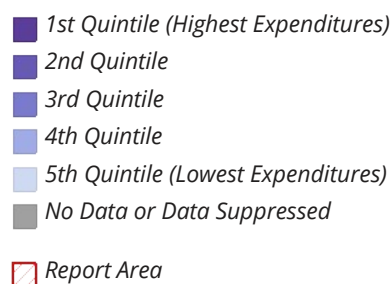 1st Quintile (Highest Expenditures)
2nd Quintile
3rd Quintile
4th Quintile
5th Quintile (Lowest Expenditures)
No Data or Data Suppressed
Report Area